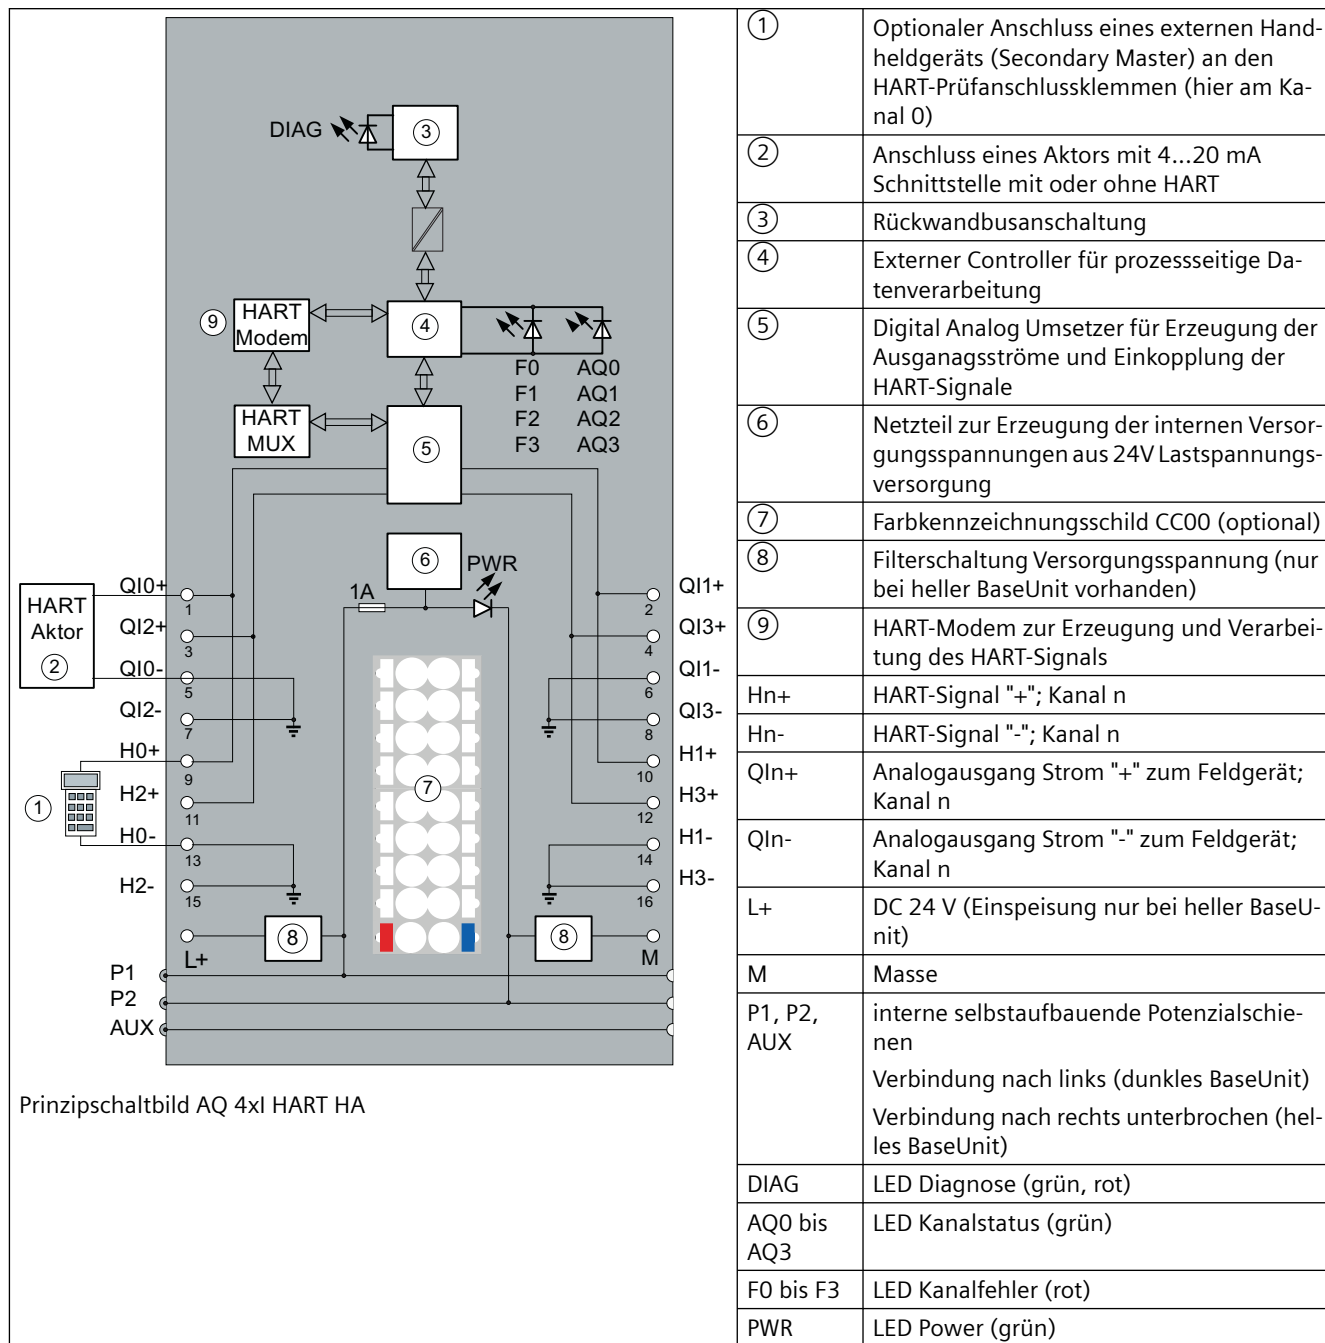 DIAG
③
HART
Modem
⑨
④
F0 AQ0
F1 AQ1
F2 AQ2
F3 AQ3
HART
MUX
⑤
⑥
PWR
1A
HART
Aktor
②
QI0+
1
QI2+
3
QI0-
5
QI2-
7
H0+
9
H2+
11
H0-
13
H2-
15
①
⑦
QI1+
2
QI3+
4
QI1-
6
QI3-
8
H1+
10
H3+
12
H1-
14
H3-
16
⑧
⑧
L+
M
P1
P2
AUX
Prinzipschaltbild AQ 4xI HART HA
① Optionaler Anschluss eines externen Hand-
heldgeräts (Secondary Master) an den
HART-Prüfanschlussklemmen (hier am Ka-
nal 0)
② Anschluss eines Aktors mit 4...20 mA
Schnittstelle mit oder ohne HART
③ Rückwandbusanschaltung
④ Externer Controller für prozessseitige Da-
tenverarbeitung
⑤ Digital Analog Umsetzer für Erzeugung der
Ausganagsströme und Einkopplung der
HART-Signale
⑥ Netzteil zur Erzeugung der internen Versor-
gungsspannungen aus 24V Lastspannungs-
versorgung
⑦ Farbkennzeichnungsschild CC00 (optional)
⑧ Filterschaltung Versorgungsspannung (nur
bei heller BaseUnit vorhanden)
⑨ HART-Modem zur Erzeugung und Verarbei-
tung des HART-Signals
Hn+ HART-Signal "+"; Kanal n
Hn- HART-Signal "-"; Kanal n
QIn+ Analogausgang Strom "+" zum Feldgerät;
Kanal n
QIn- Analogausgang Strom "-" zum Feldgerät;
Kanal n
L+ DC 24 V (Einspeisung nur bei heller BaseU-
nit)
M Masse
P1, P2, interne selbstaufbauende Potenzialschie-
AUX nen
Verbindung nach links (dunkles BaseUnit)
Verbindung nach rechts unterbrochen (hel-
les BaseUnit)
DIAG LED Diagnose (grün, rot)
AQ0 bis LED Kanalstatus (grün)
AQ3
F0 bis F3 LED Kanalfehler (rot)
PWR LED Power (grün)